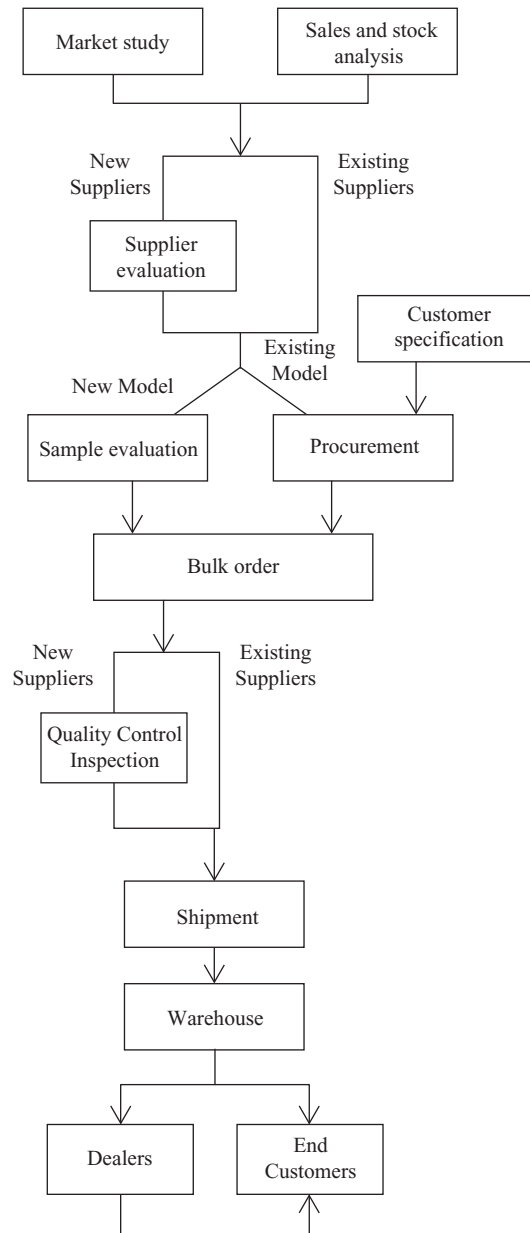 Market study
Sales and stock
analysis
New
Suppliers
Existing
Suppliers
Supplier
evaluation
Customer
specification
Existing
Model
New Model
Sample evaluation
Procurement
Bulk order
New
Suppliers
Existing
Suppliers
Quality Control
Inspection
Shipment
Warehouse
Dealers
End
Customers